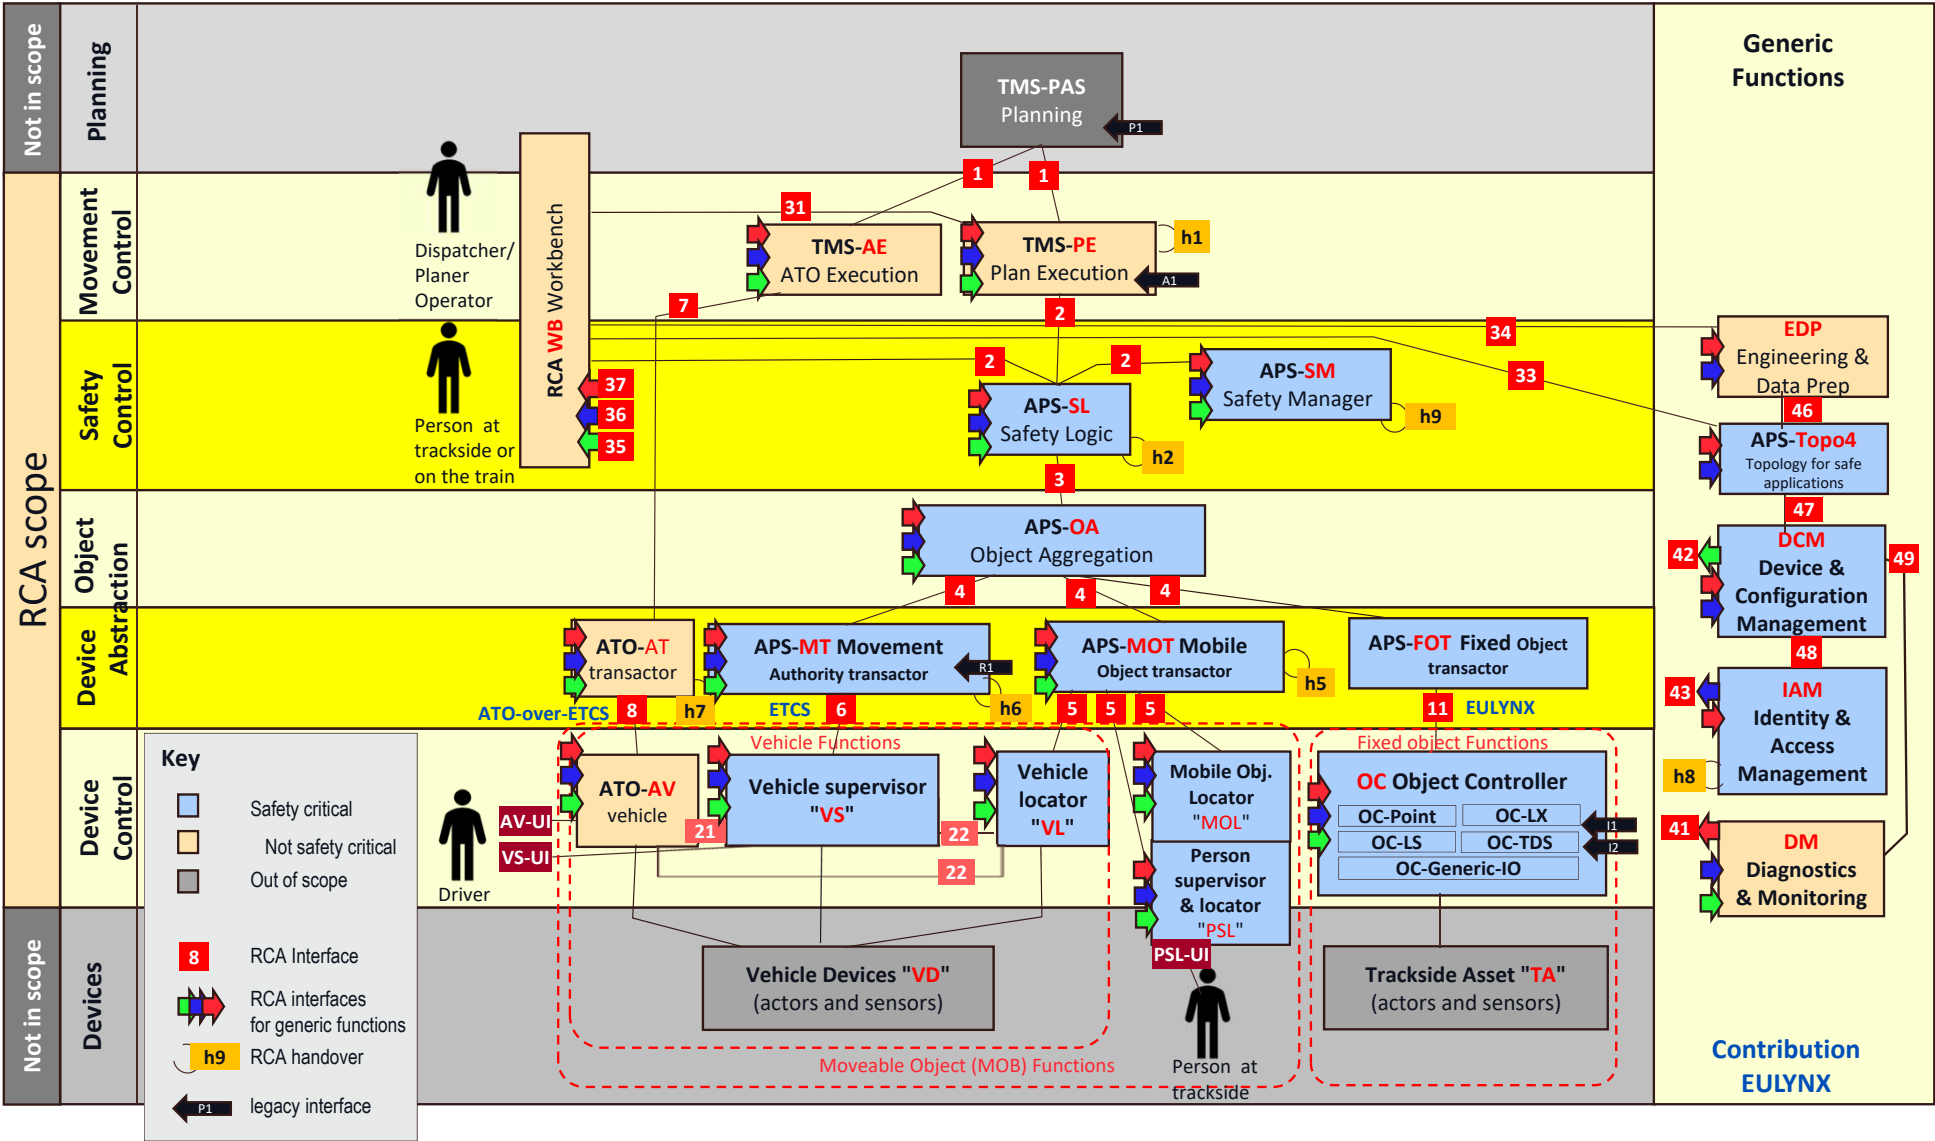 Not in scope
Planning
TMS-PAS
Planning
P1
Generic
Functions
1
1
RCA scope
Movement
Control
Dispatcher/
Planer
Operator
RCA WB Workbench
31
TMS-AE
ATO Execution
TMS-PE
Plan Execution
h1
A1
7
2
34
Safety
Control
Person at
trackside or
on the train
37
36
35
2
2
APS-SL
Safety Logic
h2
APS-SM
Safety Manager
h9
33
3
EDP
Engineering &
Data Prep
46
APS-Topo4
Topology for safe
applications
47
Object
Abstraction
APS-OA
Object Aggregation
4
4
4
42
DCM
Device &
Configuration
Management
49
48
Device
ATO-AT
transactor
APS-MT Movement
Authority transactor
R1
APS-MOT Mobile
Object transactor
h5
APS-FOT Fixed Object
transactor
ATO-over-ETCS
8
h7
ETCS
6
h6
5
5
5
11
EULYNX
43
IAM
Identity &
Access
Management
h8
Device
Control
Vehicle Functions
Fixed object Functions
Driver
AV-UI
VS-UI
ATO-AV
vehicle
21
Vehicle supervisor
"VS"
22
22
Vehicle
locator
"VL"
Mobile Obj.
Locator
"MOL"
Person
supervisor
& locator
"PSL"
PSL-UI
OC Object Controller
OC-Point
OC-LX
OC-LS
OC-TDS
OC-Generic-IO
I1
I2
41
DM
Diagnostics
& Monitoring
Not in scope
Devices
Vehicle Devices "VD"
(actors and sensors)
Trackside Asset "TA"
(actors and sensors)
Moveable Object (MOB) Functions
Person at
trackside
Contribution
EULYNX
Key
Safety critical
Not safety critical
Out of scope
8
RCA Interface
RCA interfaces
for generic functions
h9
RCA handover
P1
legacy interface